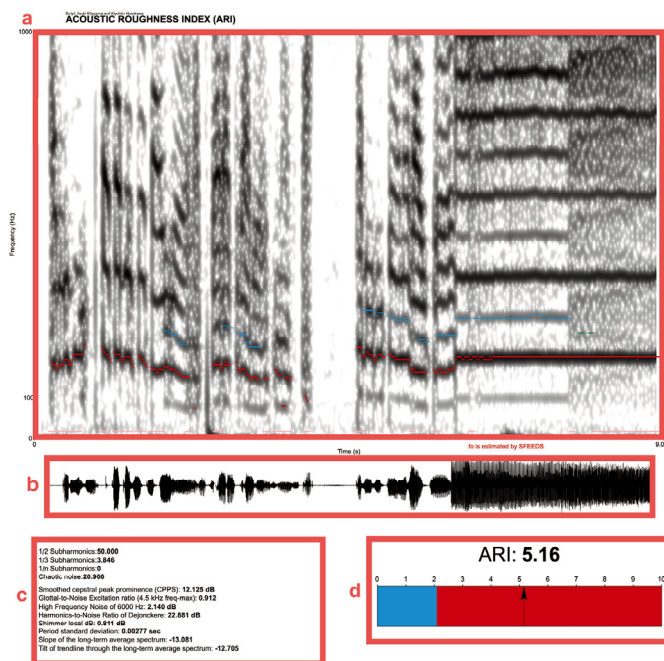 a
ACOUSTIC ROUGHNESS INDEX (ARI)
1000
Frequency (Hz)
100
0
fo is estimated by SFEEDS
Time (s)
9.0
b
c
1/2 Subharmonics:50.000
1/3 Subharmonics:3.846
1/n Subharmonics:0
Chaotic noise:20.900
Smoothed cepstral peak prominence (CPPS): 12.125 dB
Glottal-to-Noise Excitation ratio (4.5 kHz freq-max): 0.912
High Frequency Noise of 6000 Hz: 2.140 dB
Harmonics-to-Noise Ratio of Dejonckere: 22.881 dB
Shimmer local dB: 0.911 dB
Period standard deviation: 0.00277 sec
Slope of the long-term average spectrum: -13.081
Tilt of trendline through the long-term average spectrum: -12.705
d
ARI: 5.16
0 1 2 3 4 5 6 7 8 9 10